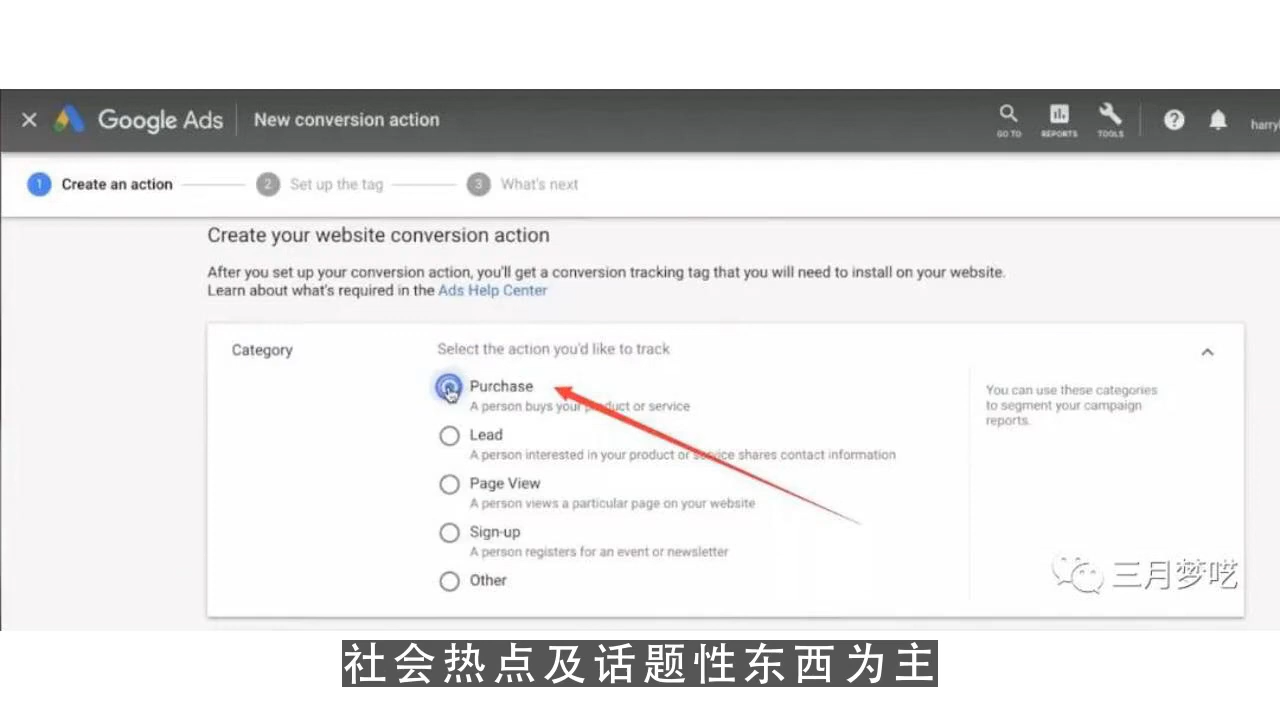 Google Ads
New conversion action
GO TO
REPORTS
TOOLS
1 Create an action
2 Set up the tag
3 What's next
Create your website conversion action
After you set up your conversion action, you'll get a conversion tracking tag that you will need to install on your website.
Learn about what's required in the Ads Help Center
Category
Select the action you'd like to track
Purchase
A person buys your product or service
Lead
A person interested in your product or service shares contact information
Page View
A person views a particular page on your website
Sign-up
A person registers for an event or newsletter
Other
You can use these categories
to segment your campaign
reports.
三月梦呓
社会热点及话题性东西为主